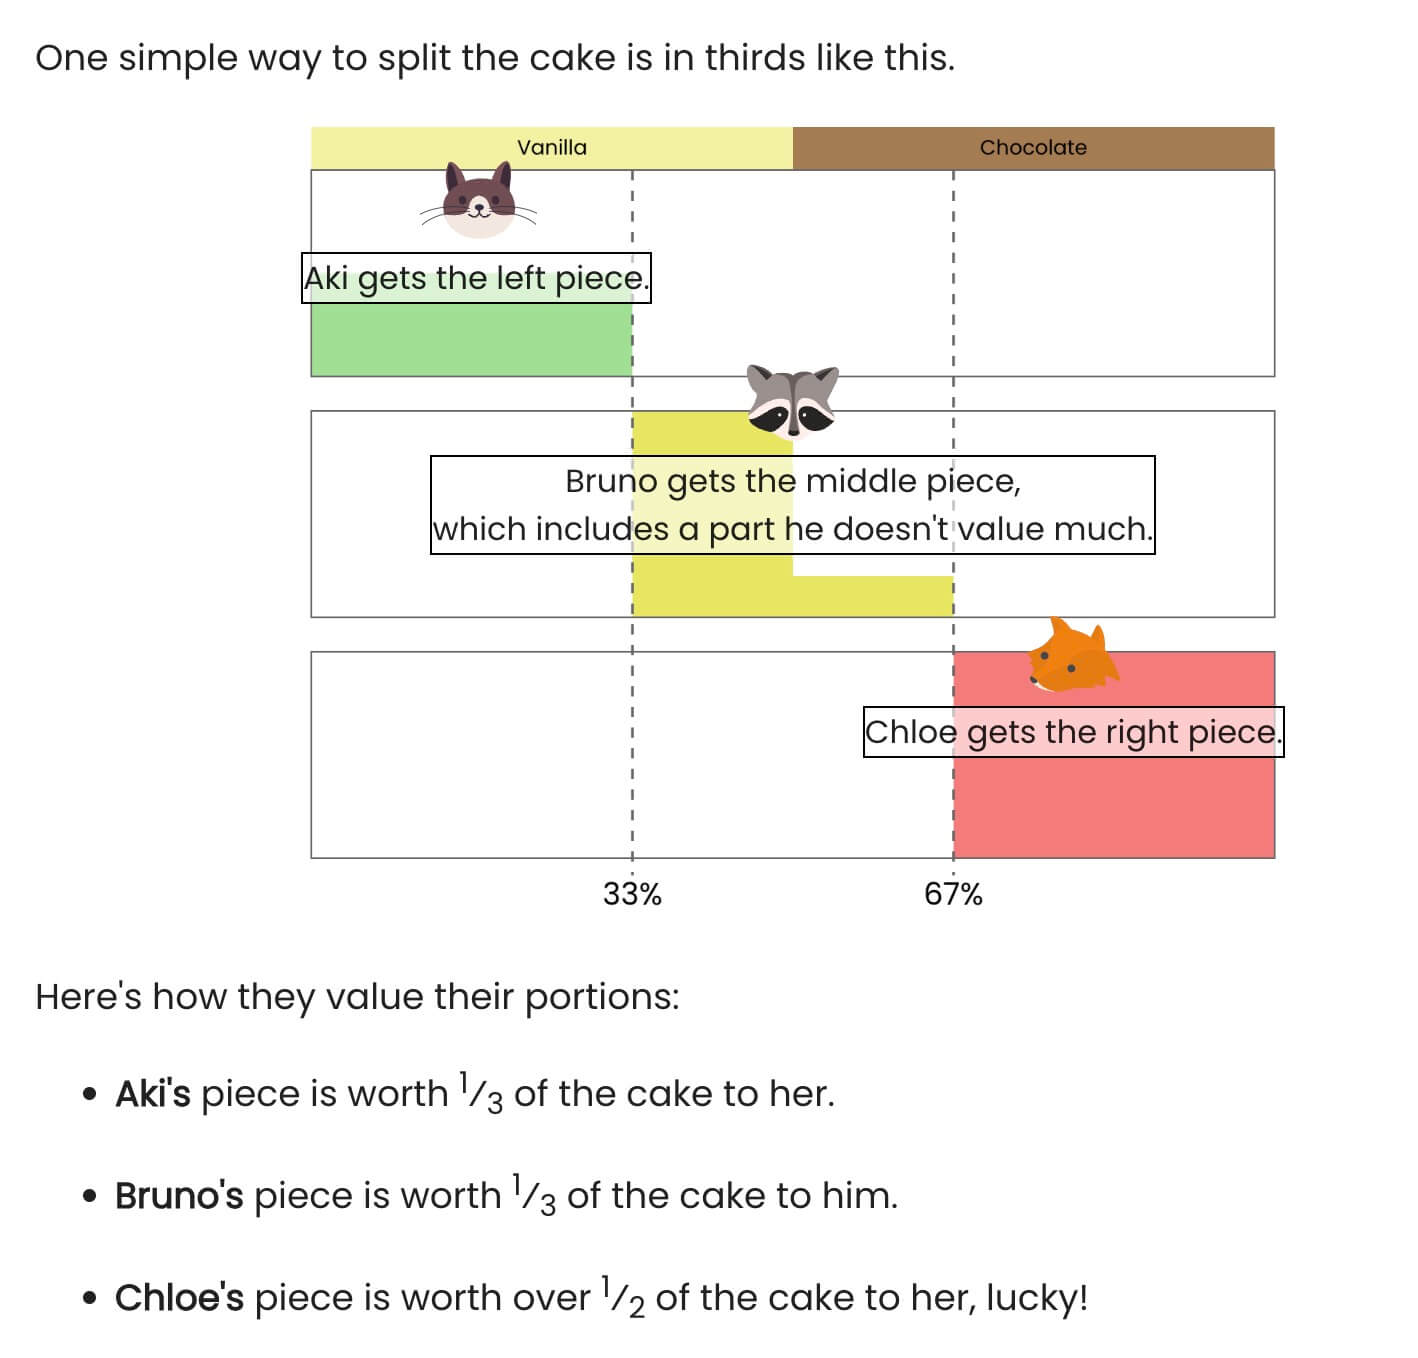 One simple way to split the cake is in thirds like this.
Vanilla
Chocolate
Aki gets the left piece.
Bruno gets the middle piece,
which includes a part he doesn't value much.
Chloe gets the right piece.
33%
67%
Here's how they value their portions:
• Aki's piece is worth 1/3 of the cake to her.
• Bruno's piece is worth 1/3 of the cake to him.
• Chloe's piece is worth over 1/2 of the cake to her, lucky!